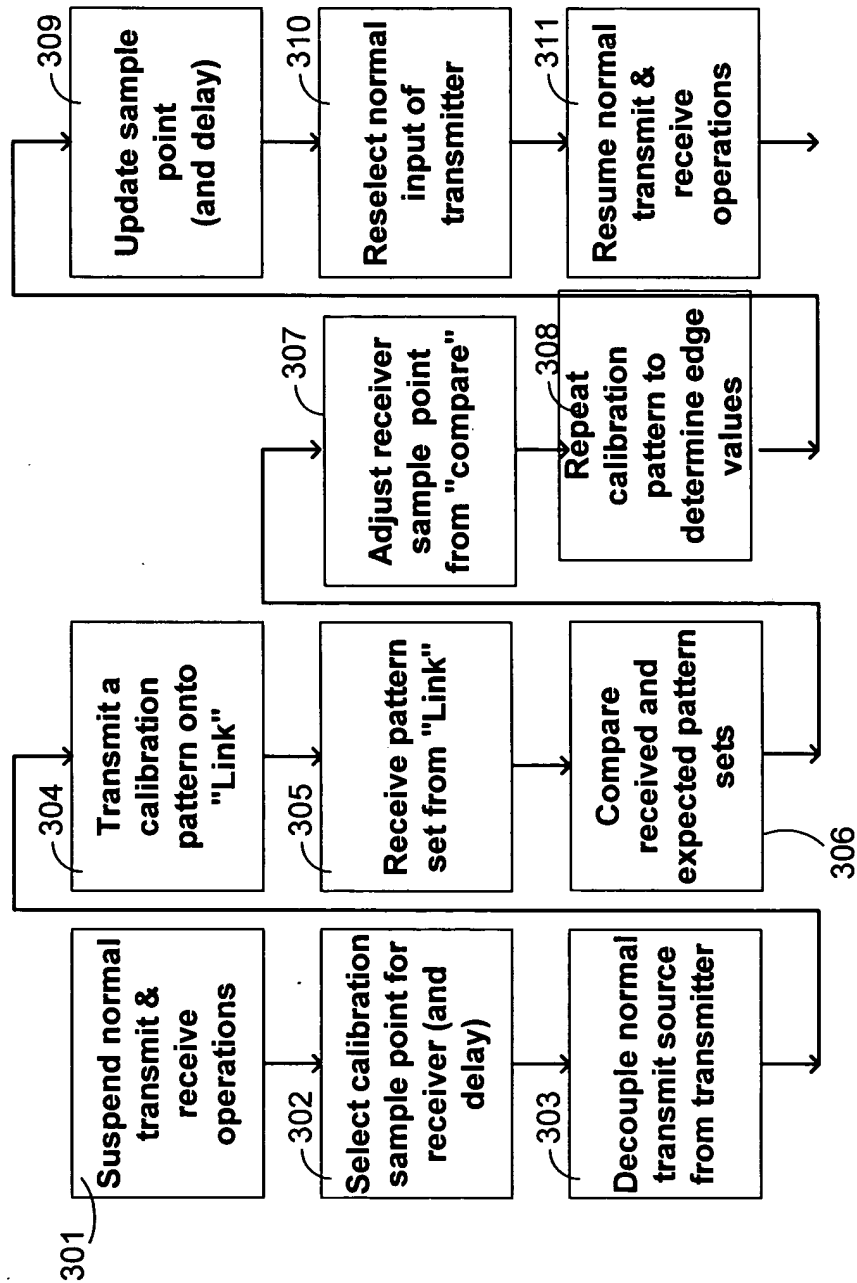 301
Suspend normal
transmit &
receive
operations
302
Select calibration
sample point for
receiver (and
delay)
303
Decouple normal
transmit source
from transmitter
304
Transmit a
calibration
pattern onto
"Link"
305
Receive pattern
set from "Link"
306
Compare
received and
expected pattern
sets
307
Adjust receiver
sample point
from "compare"
308
Repeat
calibration
pattern to
determine edge
values
309
Update sample
point
(and delay)
310
Reselect normal
input of
transmitter
311
Resume normal
transmit &
receive
operations